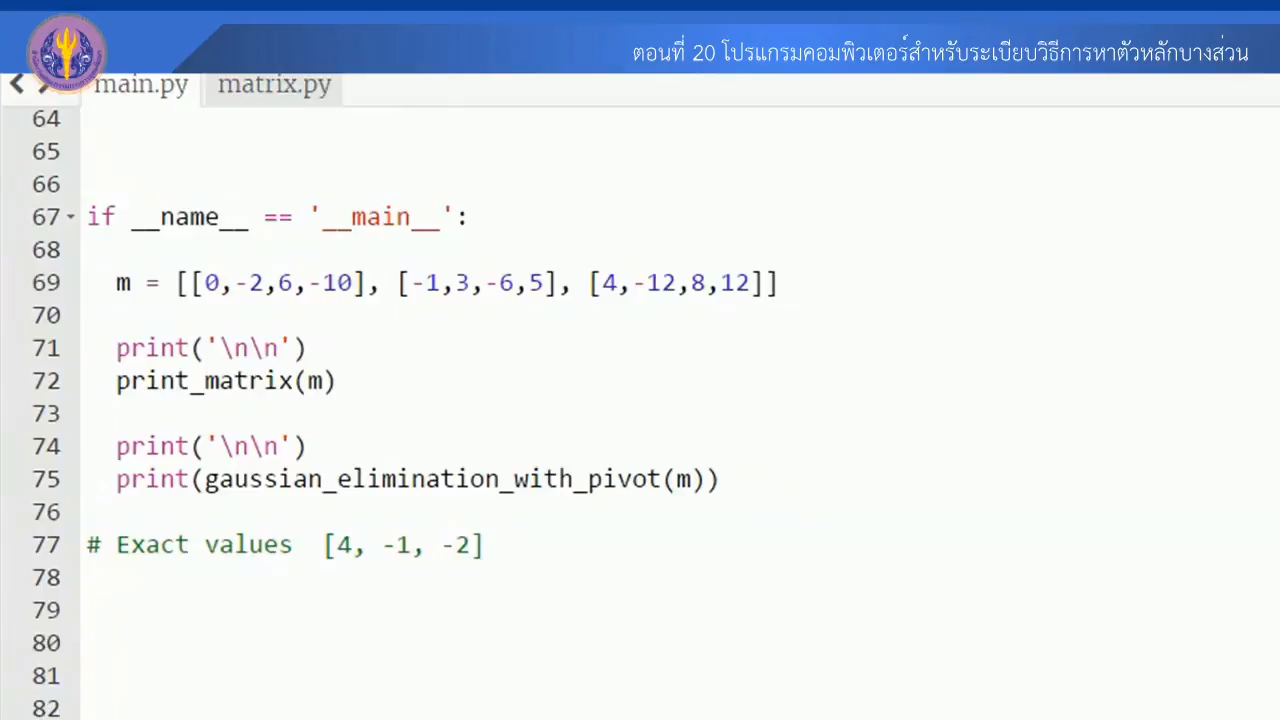 ตอนที่ 20 โปรแกรมคอมพิวเตอร์สำหรับระเบียบวิธีการหาตัวหลักบางส่วน
main.py matrix.py
64
65
66
67 if __name__ == '__main__':
68
69 m = [[0,-2,6,-10], [-1,3,-6,5], [4,-12,8,12]]
70
71 print('\n\n')
72 print_matrix(m)
73
74 print('\n\n')
75 print(gaussian_elimination_with_pivot(m))
76
77 # Exact values [4, -1, -2]
78
79
80
81
82